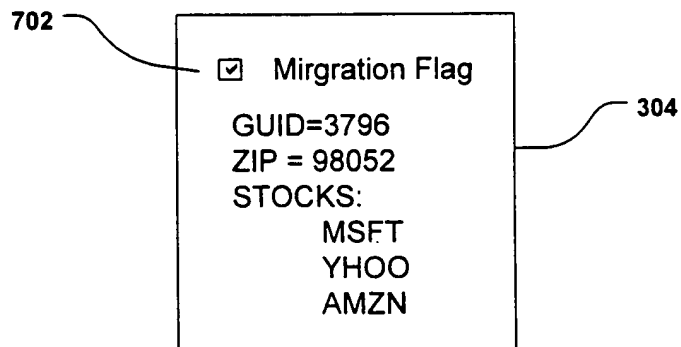 702
Mirgration Flag
304
GUID=3796
ZIP = 98052
STOCKS:
MSFT
YHOO
AMZN